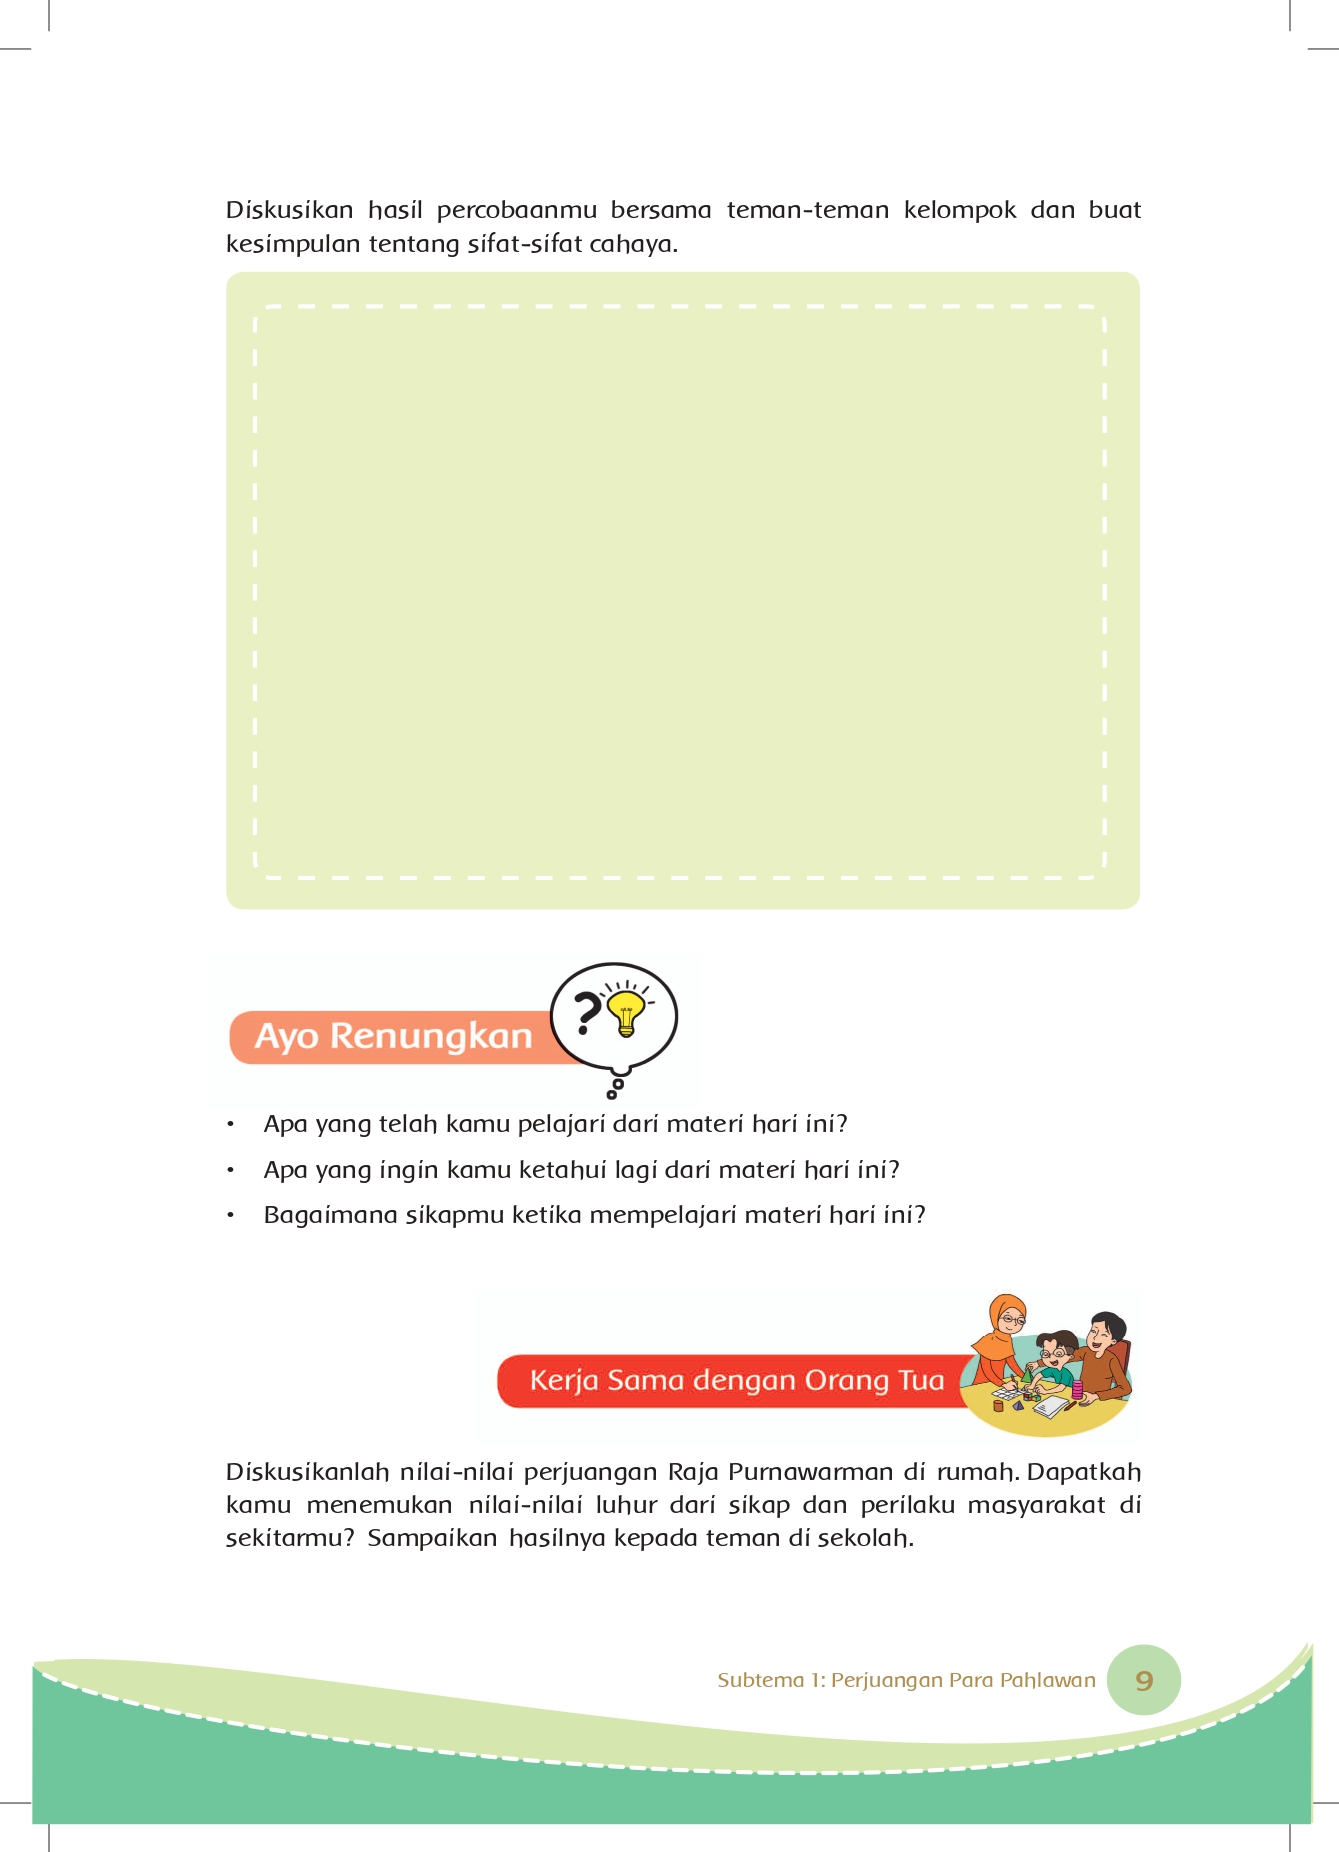 Diskusikan hasil percobaanmu bersama teman-teman kelompok dan buat
kesimpulan tentang sifat-sifat cahaya.
Ayo Renungkan
?
• Apa yang telah kamu pelajari dari materi hari ini?
• Apa yang ingin kamu ketahui lagi dari materi hari ini?
• Bagaimana sikapmu ketika mempelajari materi hari ini?
Kerja Sama dengan Orang Tua
Diskusikanlah nilai-nilai perjuangan Raja Purnawarman di rumah. Dapatkah
kamu menemukan nilai-nilai luhur dari sikap dan perilaku masyarakat di
sekitarmu? Sampaikan hasilnya kepada teman di sekolah.
Subtema 1: Perjuangan Para Pahlawan 9